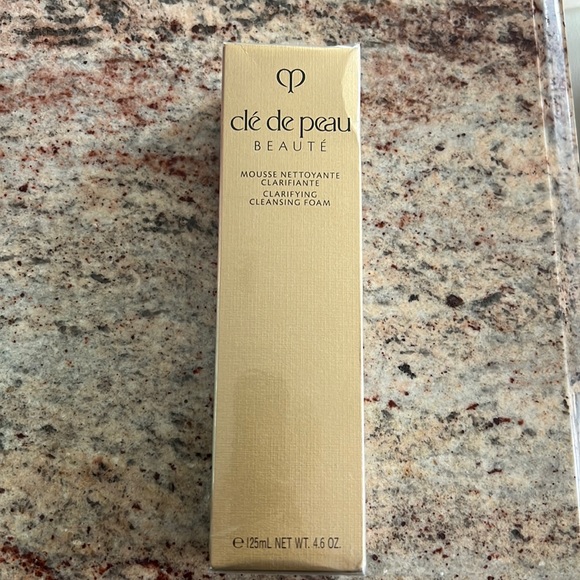 clé de peau
BEAUTÉ
MOUSSE NETTOYANTE
CLARIFIANTE
CLARIFYING
CLEANSING FOAM
℮ 125mL NET WT. 4.6 OZ.